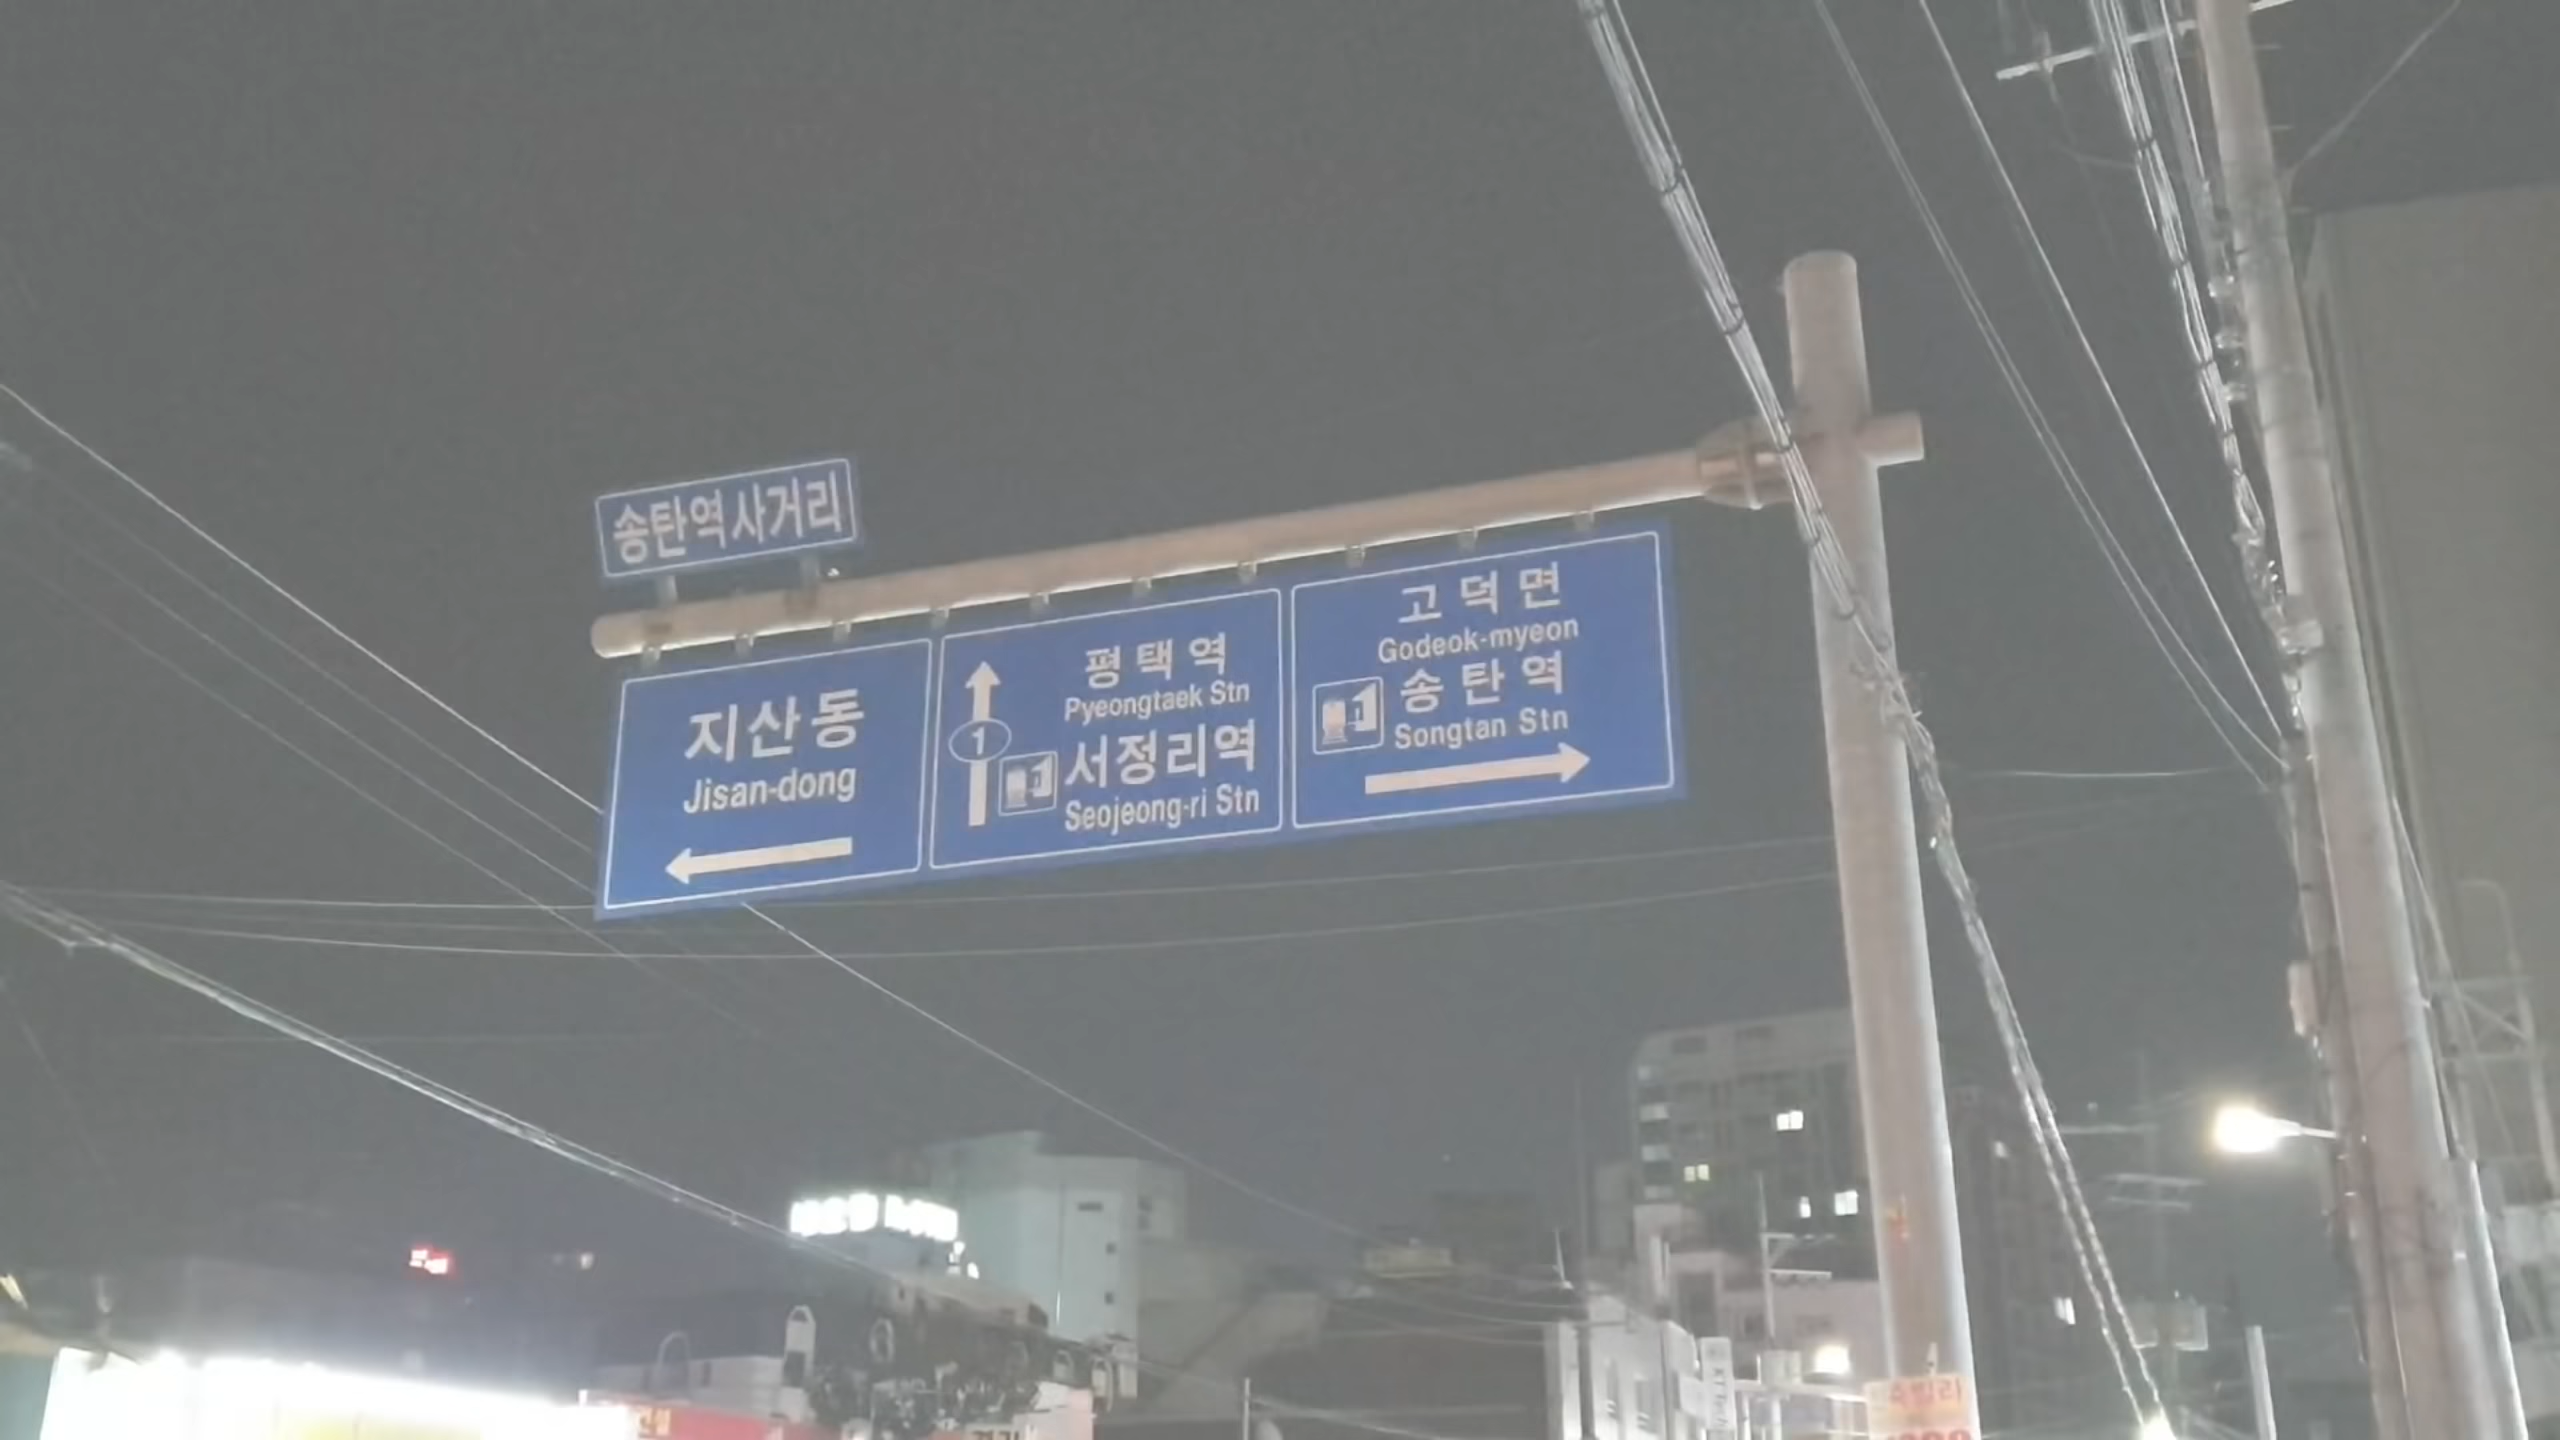 송탄역사거리
지산동
Jisan-dong
평택역
Pyeongtaek Stn
1
서정리역
Seojeong-ri Stn
고덕면
Godeok-myeon
1
송탄역
Songtan Stn